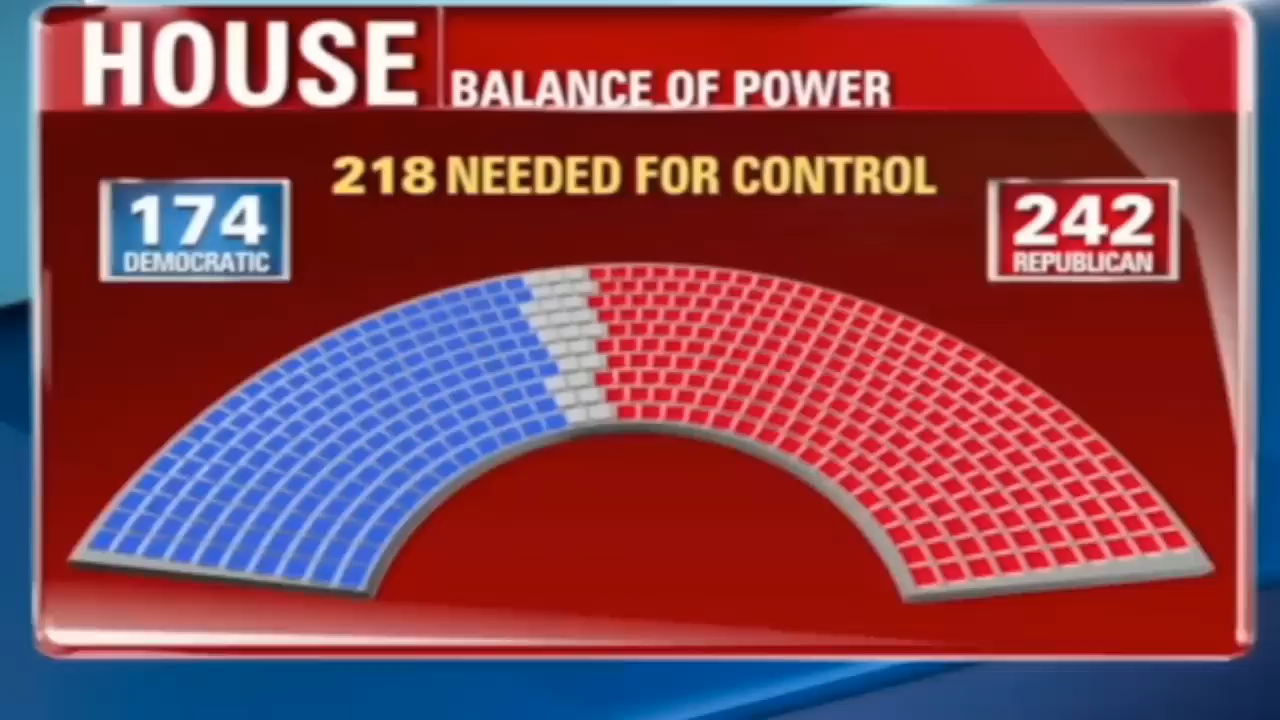 HOUSE BALANCE OF POWER
218 NEEDED FOR CONTROL
174
DEMOCRATIC
242
REPUBLICAN